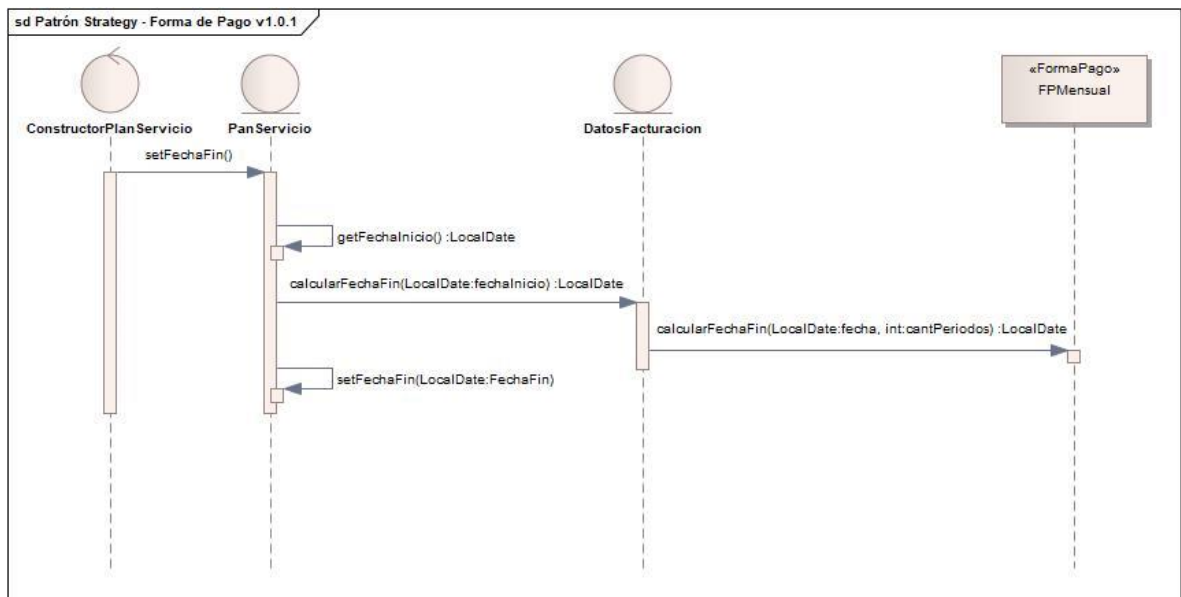 sd Patrón Strategy - Forma de Pago v1.0.1
«FormaPago»
FPMensual
ConstructorPlanServicio
PanServicio
DatosFacturacion
setFechaFin()
getFechaInicio() :LocalDate
calcularFechaFin(LocalDate:fechaInicio) :LocalDate
calcularFechaFin(LocalDate:fecha, int:cantPeriodos) :LocalDate
setFechaFin(LocalDate:FechaFin)